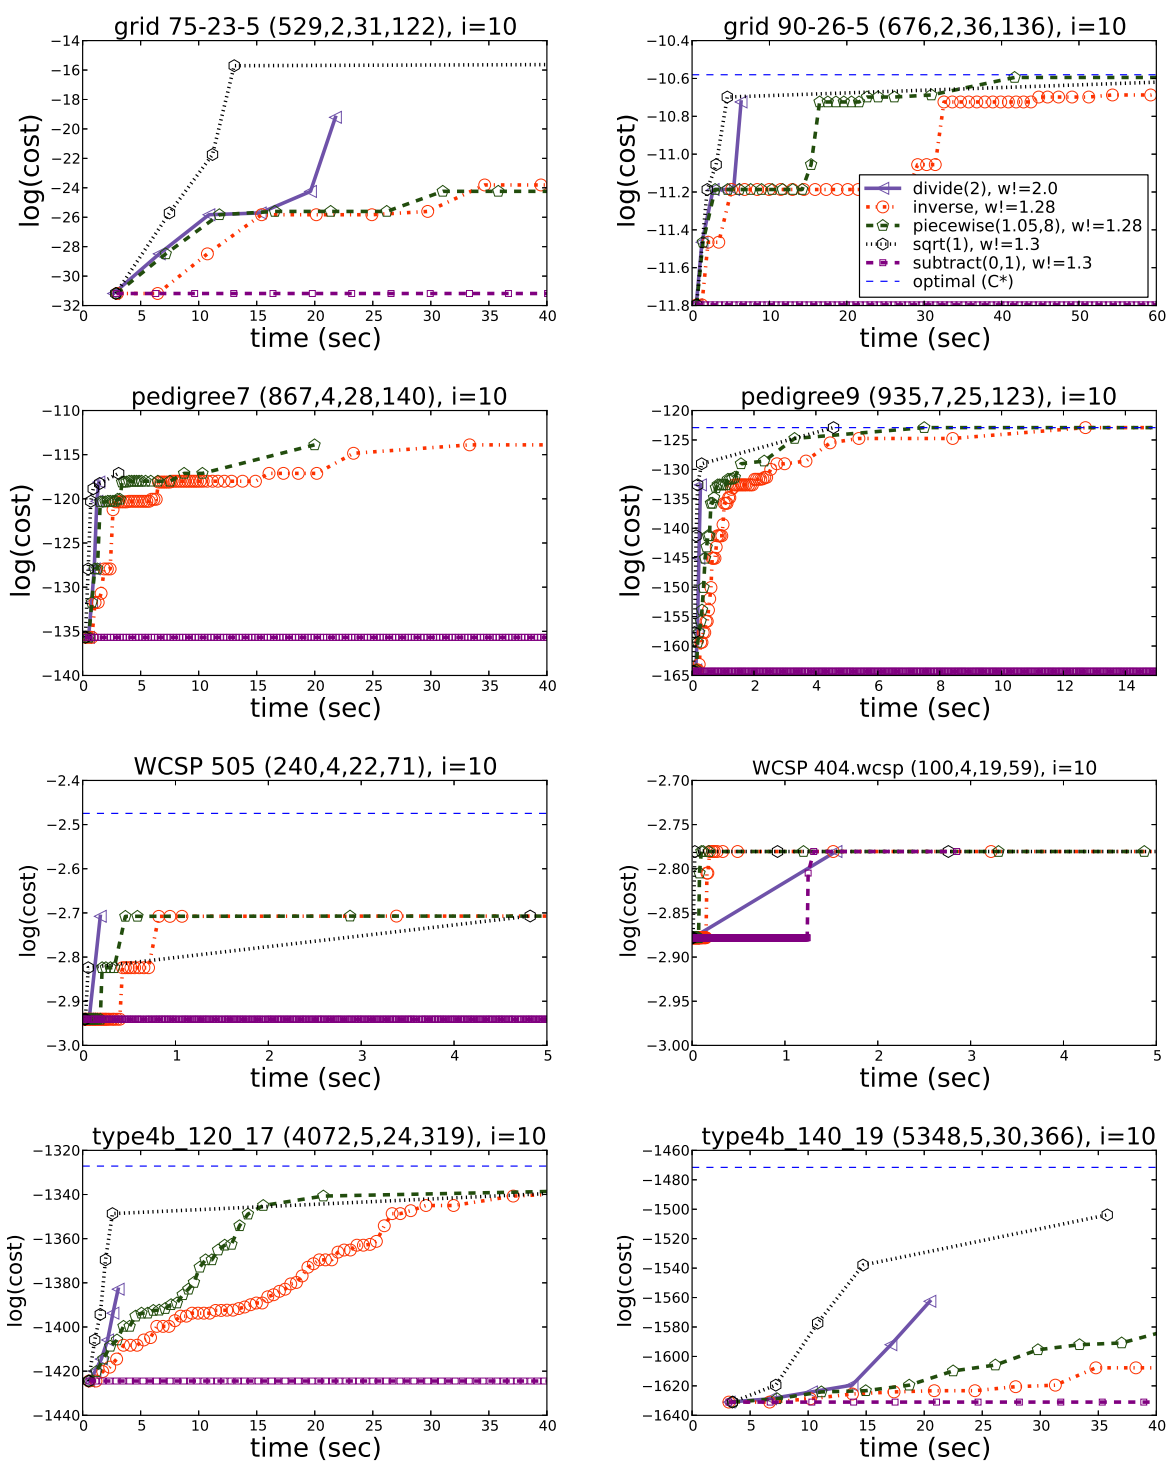 grid 75-23-5 (529,2,31,122), i=10
−14
−16
−18
−20
−22
−24
−26
−28
−30
−32
log(cost)
0 5 10 15 20 25 30 35 40
time (sec)
grid 90-26-5 (676,2,36,136), i=10
−10.4
−10.6
−10.8
−11.0
−11.2
−11.4
−11.6
−11.8
log(cost)
divide(2), w!=2.0
inverse, w!=1.28
piecewise(1.05,8), w!=1.28
sqrt(1), w!=1.3
subtract(0,1), w!=1.3
optimal (C*)
0 10 20 30 40 50 60
time (sec)
pedigree7 (867,4,28,140), i=10
−110
−115
−120
−125
−130
−135
−140
log(cost)
0 5 10 15 20 25 30 35 40
time (sec)
pedigree9 (935,7,25,123), i=10
−120
−125
−130
−135
−140
−145
−150
−155
−160
−165
log(cost)
0 2 4 6 8 10 12 14
time (sec)
WCSP 505 (240,4,22,71), i=10
−2.4
−2.5
−2.6
−2.7
−2.8
−2.9
−3.0
log(cost)
0 1 2 3 4 5
time (sec)
WCSP 404.wcsp (100,4,19,59), i=10
−2.70
−2.75
−2.80
−2.85
−2.90
−2.95
−3.00
log(cost)
0 1 2 3 4 5
time (sec)
type4b_120_17 (4072,5,24,319), i=10
−1320
−1340
−1360
−1380
−1400
−1420
−1440
log(cost)
0 5 10 15 20 25 30 35 40
time (sec)
type4b_140_19 (5348,5,30,366), i=10
−1460
−1480
−1500
−1520
−1540
−1560
−1580
−1600
−1620
−1640
log(cost)
0 5 10 15 20 25 30 35 40
time (sec)